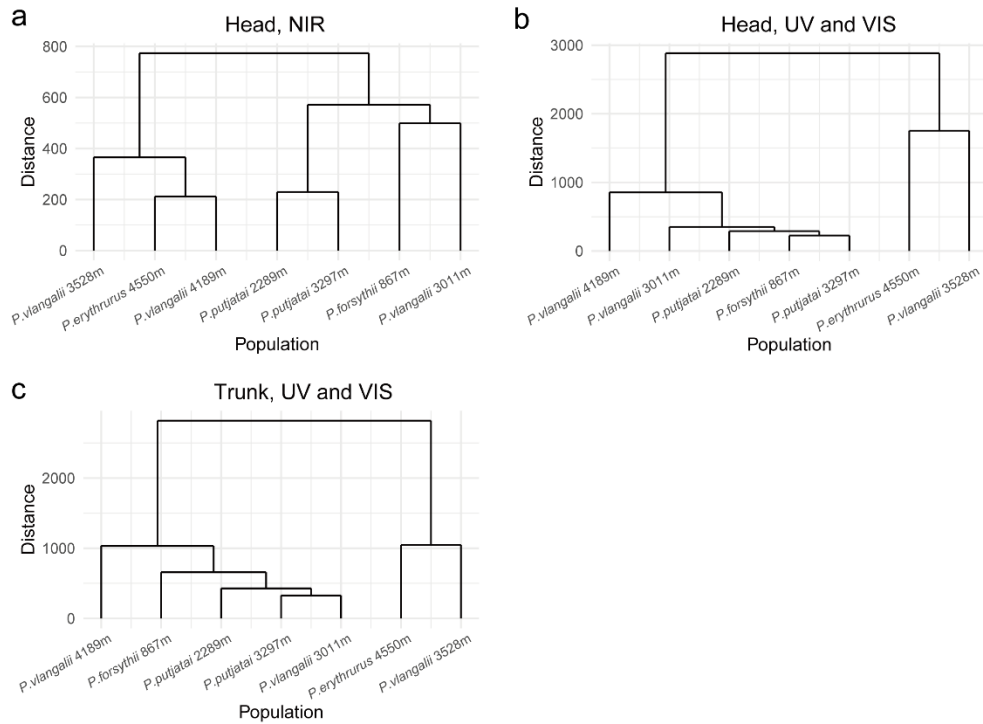 a
Head, NIR
Distance
800
600
400
200
0
P.vlangalii 3528m
P.erythrurus 4550m
P.vlangalii 4189m
P.putjatai 2289m
P.putjatai 3297m
P.forsythii 867m
P.vlangalii 3011m
Population
b
Head, UV and VIS
Distance
3000
2000
1000
0
P.vlangalii 4189m
P.vlangalii 3011m
P.putjatai 2289m
P.forsythii 867m
P.putjatai 3297m
P.erythrurus 4550m
P.vlangalii 3528m
Population
c
Trunk, UV and VIS
Distance
2000
1000
0
P.vlangalii 4189m
P.forsythii 867m
P.putjatai 2289m
P.putjatai 3297m
P.vlangalii 3011m
P.erythrurus 4550m
P.vlangalii 3528m
Population